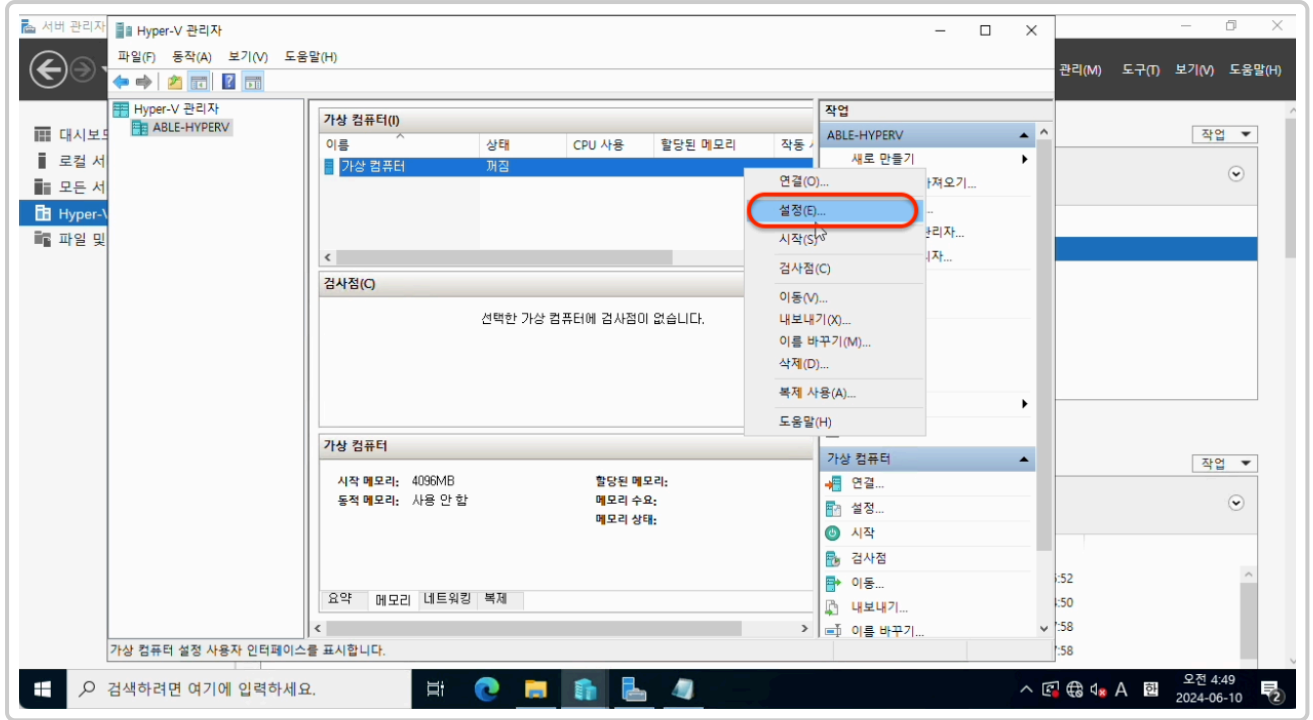 서버 관리자
Hyper-V 관리자
파일(F) 동작(A) 보기(V) 도움말(H)
관리(M) 도구(T) 보기(V) 도움말(H)
Hyper-V 관리자
ABLE-HYPERV
대시보드
로컬 서
모든 서
Hyper-V
파일 및
가상 컴퓨터(I)
이름 상태 CPU 사용 할당된 메모리 작동
가상 컴퓨터 꺼짐
검사점(C)
선택한 가상 컴퓨터에 검사점이 없습니다.
가상 컴퓨터
시작 메모리: 4096MB
동적 메모리: 사용 안 함
할당된 메모리:
메모리 수요:
메모리 상태:
요약 메모리 네트워킹 복제
연결(O)...
설정(E)...
시작(S)
검사점(C)
이동(V)...
내보내기(X)...
이름 바꾸기(M)...
삭제(D)...
복제 사용(A)...
도움말(H)
작업
ABLE-HYPERV
새로 만들기
가져오기...
관리자...
가상 컴퓨터
연결...
설정...
시작
검사점
이동...
내보내기...
이름 바꾸기...
작업
작업
:52
:50
:58
:58
가상 컴퓨터 설정 사용자 인터페이스를 표시합니다.
검색하려면 여기에 입력하세요.
A 한
오전 4:49
2024-06-10
2